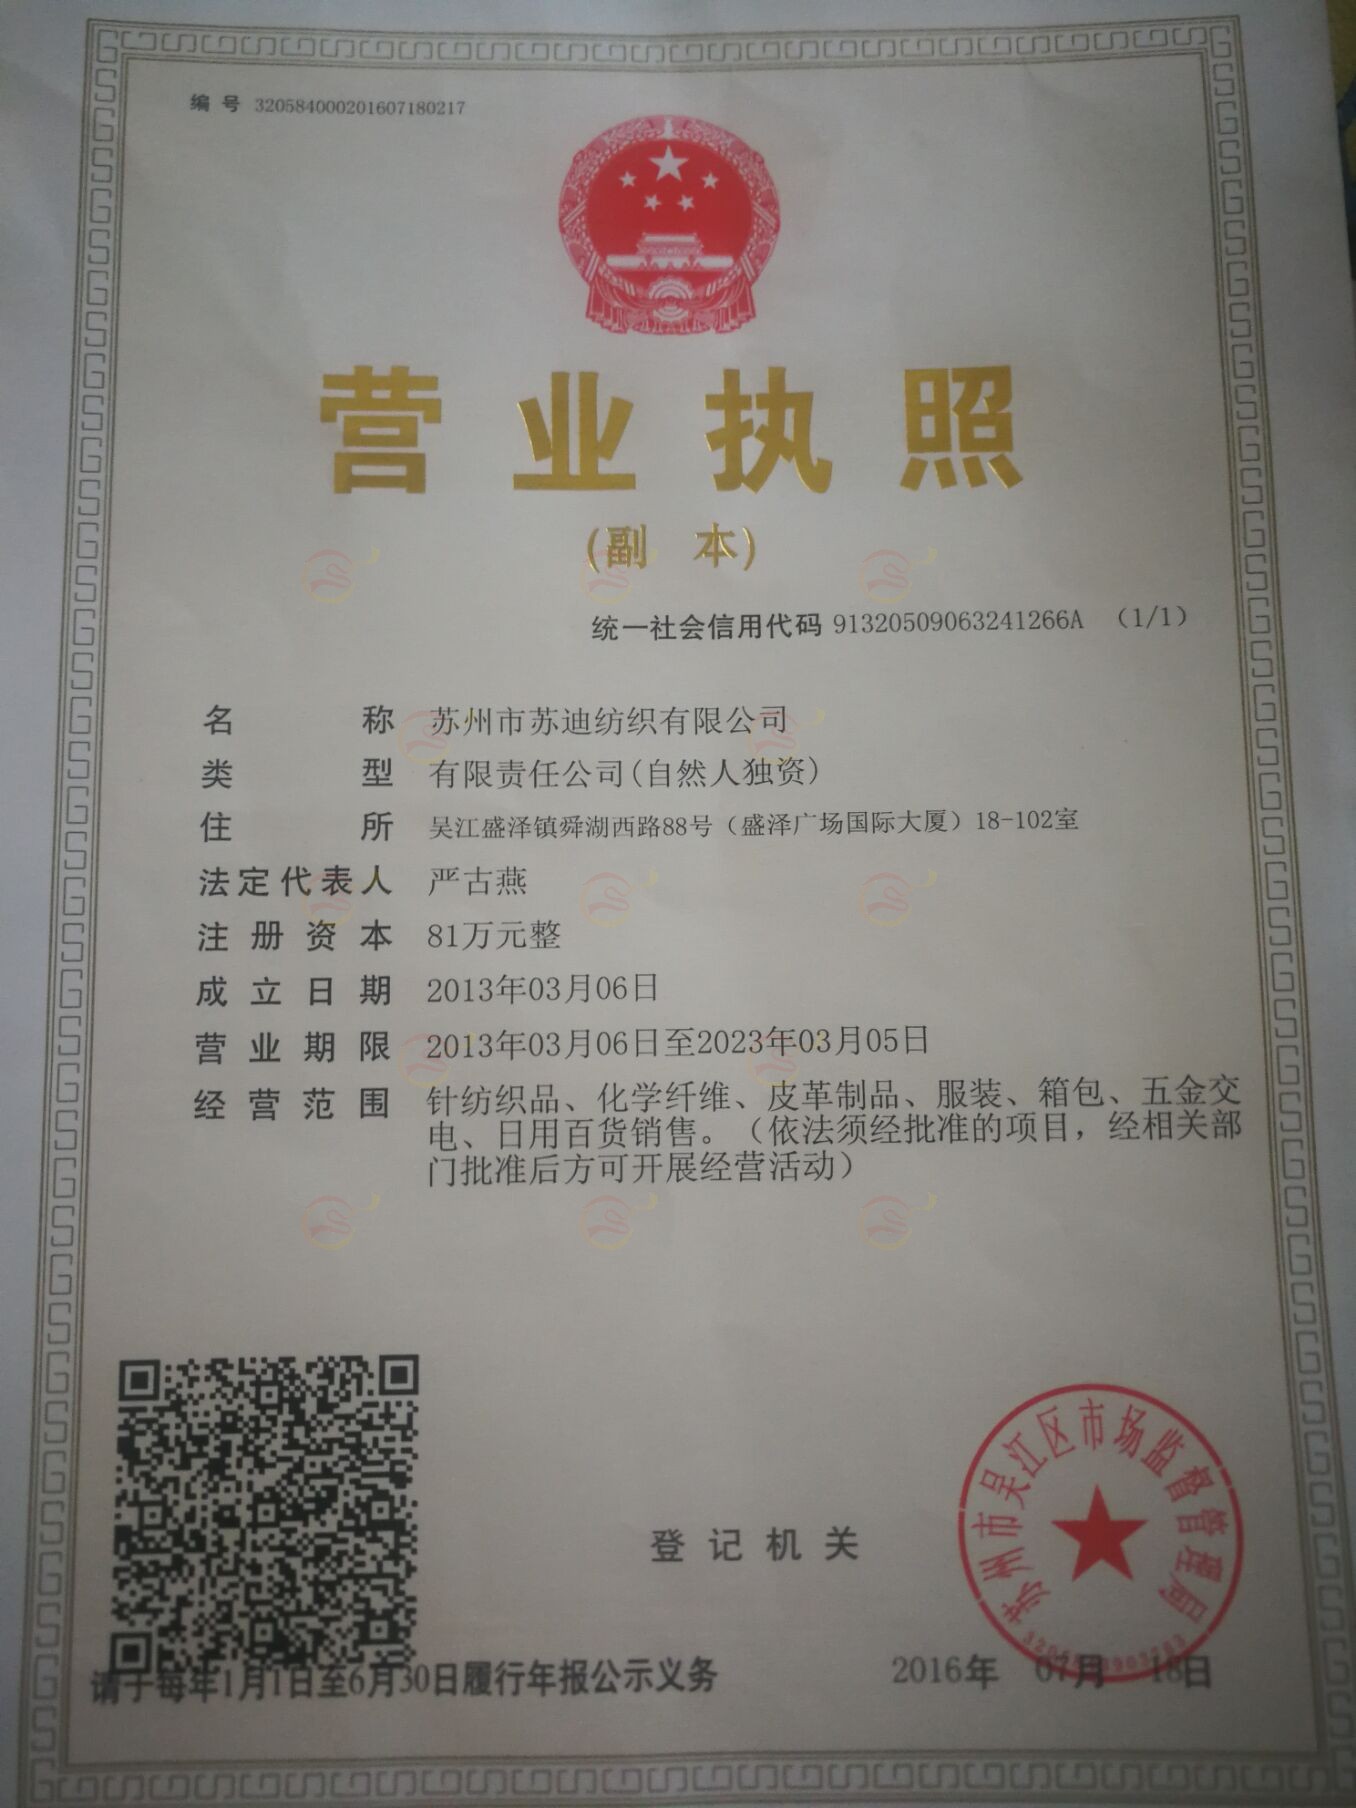 编号 320584000201607180217
营业执照
(副 本)
统一社会信用代码 91320509063241266A （1/1）
名称 苏州市苏迪纺织有限公司
类型 有限责任公司(自然人独资)
住所 吴江盛泽镇舜湖西路88号（盛泽广场国际大厦）18-102室
法定代表人 严古燕
注册资本 81万元整
成立日期 2013年03月06日
营业期限 2013年03月06日至2023年03月05日
经营范围 针纺织品、化学纤维、皮革制品、服装、箱包、五金交
电、日用百货销售。（依法须经批准的项目，经相关部
门批准后方可开展经营活动）
登记机关
苏州市吴江区市场监督管理局
请于每年1月1日至6月30日履行年报公示义务
2016年 07月 18日